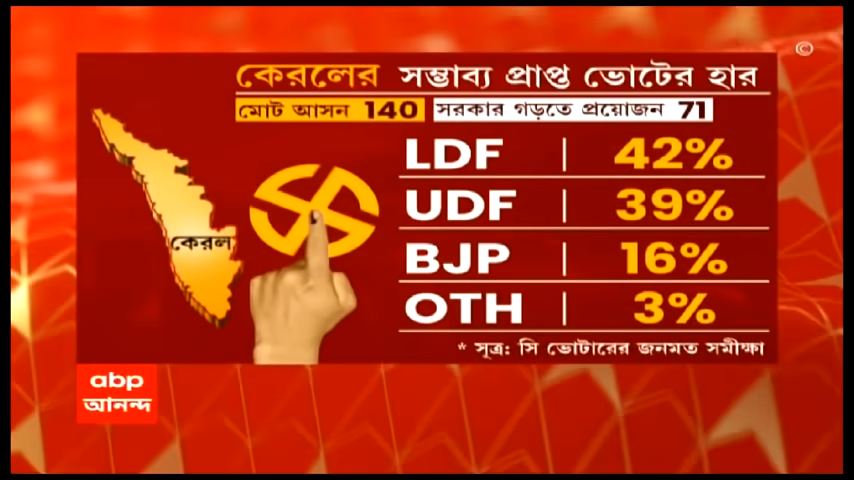 ©
কেরলের সম্ভাব্য প্রাপ্ত ভোটের হার
মোট আসন 140 সরকার গড়তে প্রয়োজন 71
LDF | 42%
UDF | 39%
BJP | 16%
OTH | 3%
কেরল
* সূত্র: সি ভোটারের জনমত সমীক্ষা
abp
আনন্দ